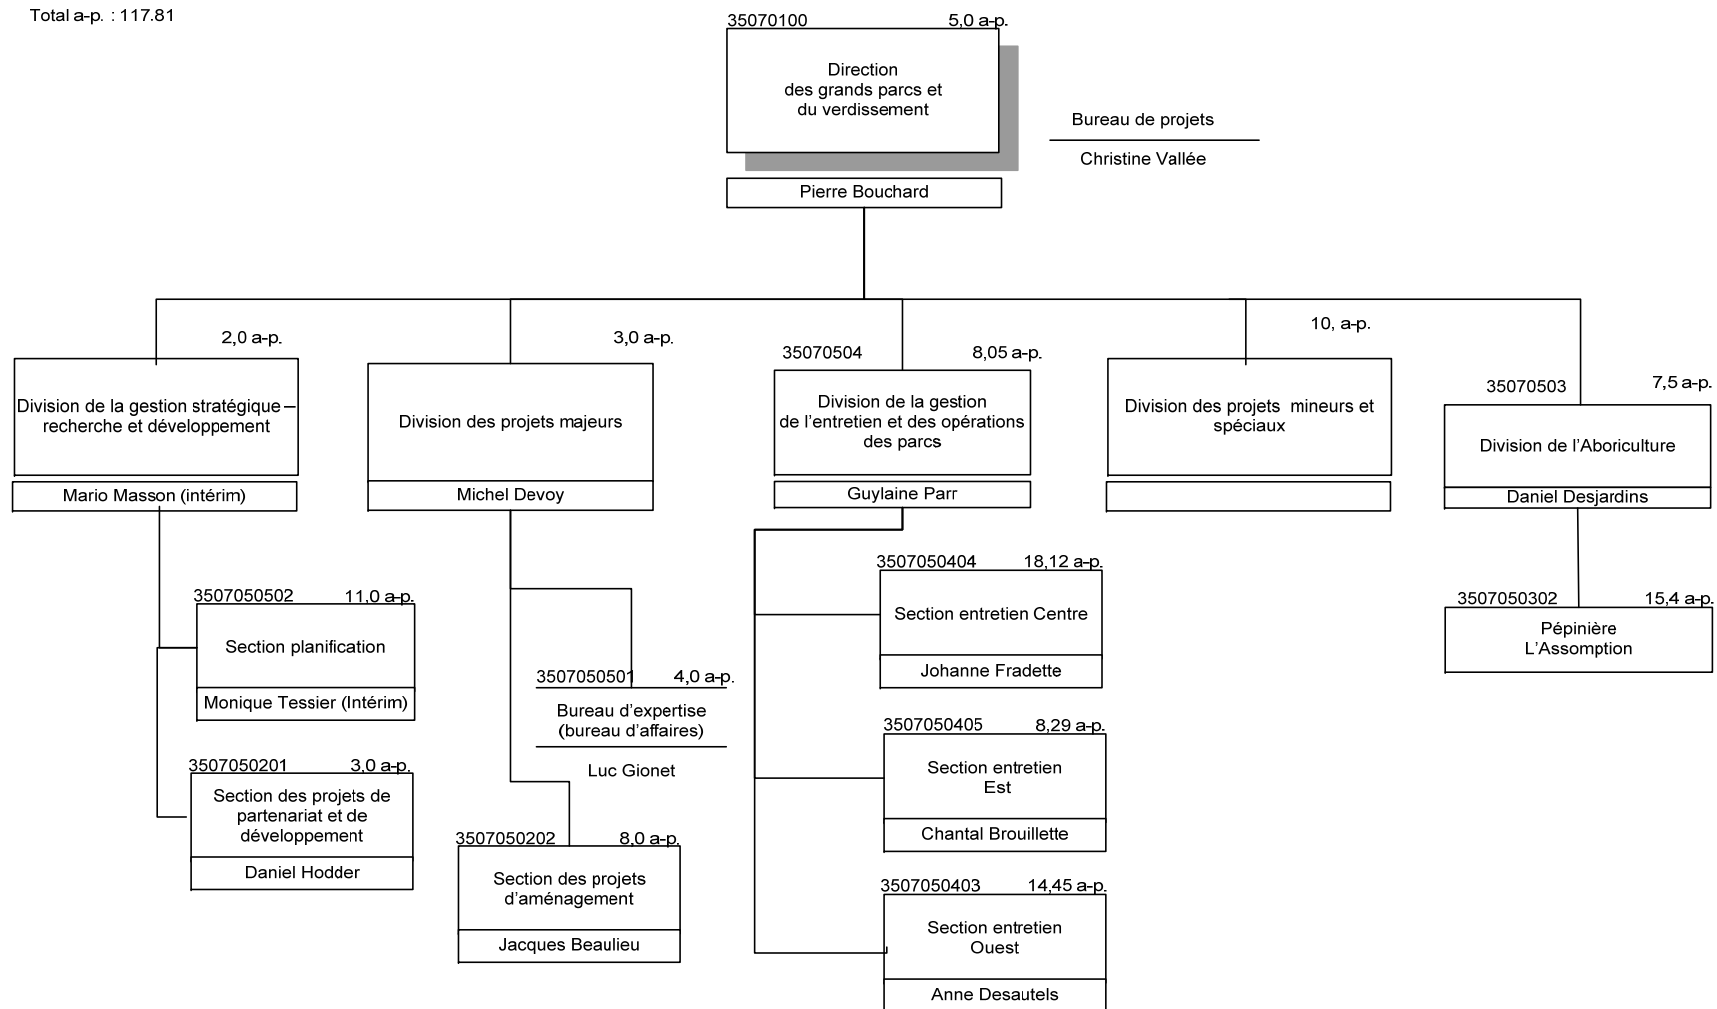 Total a-p. : 117.81
35070100 5,0 a-p.
Direction
des grands parcs et
du verdissement
Pierre Bouchard
Bureau de projets
Christine Vallée
2,0 a-p.
Division de la gestion stratégique –
recherche et développement
Mario Masson (intérim)
3507050502 11,0 a-p.
Section planification
Monique Tessier (Intérim)
3507050201 3,0 a-p.
Section des projets de
partenariat et de
développement
Daniel Hodder
3,0 a-p.
Division des projets majeurs
Michel Devoy
3507050501 4,0 a-p.
Bureau d’expertise
(bureau d’affaires)
Luc Gionet
3507050202 8,0 a-p.
Section des projets
d’aménagement
Jacques Beaulieu
35070504 8,05 a-p.
Division de la gestion
de l’entretien et des opérations
des parcs
Guylaine Parr
3507050404 18,12 a-p.
Section entretien Centre
Johanne Fradette
3507050405 8,29 a-p.
Section entretien
Est
Chantal Brouillette
3507050403 14,45 a-p.
Section entretien
Ouest
Anne Desautels
10, a-p.
Division des projets mineurs et
spéciaux
35070503 7,5 a-p.
Division de l’Aboriculture
Daniel Desjardins
3507050302 15,4 a-p.
Pépinière
L’Assomption